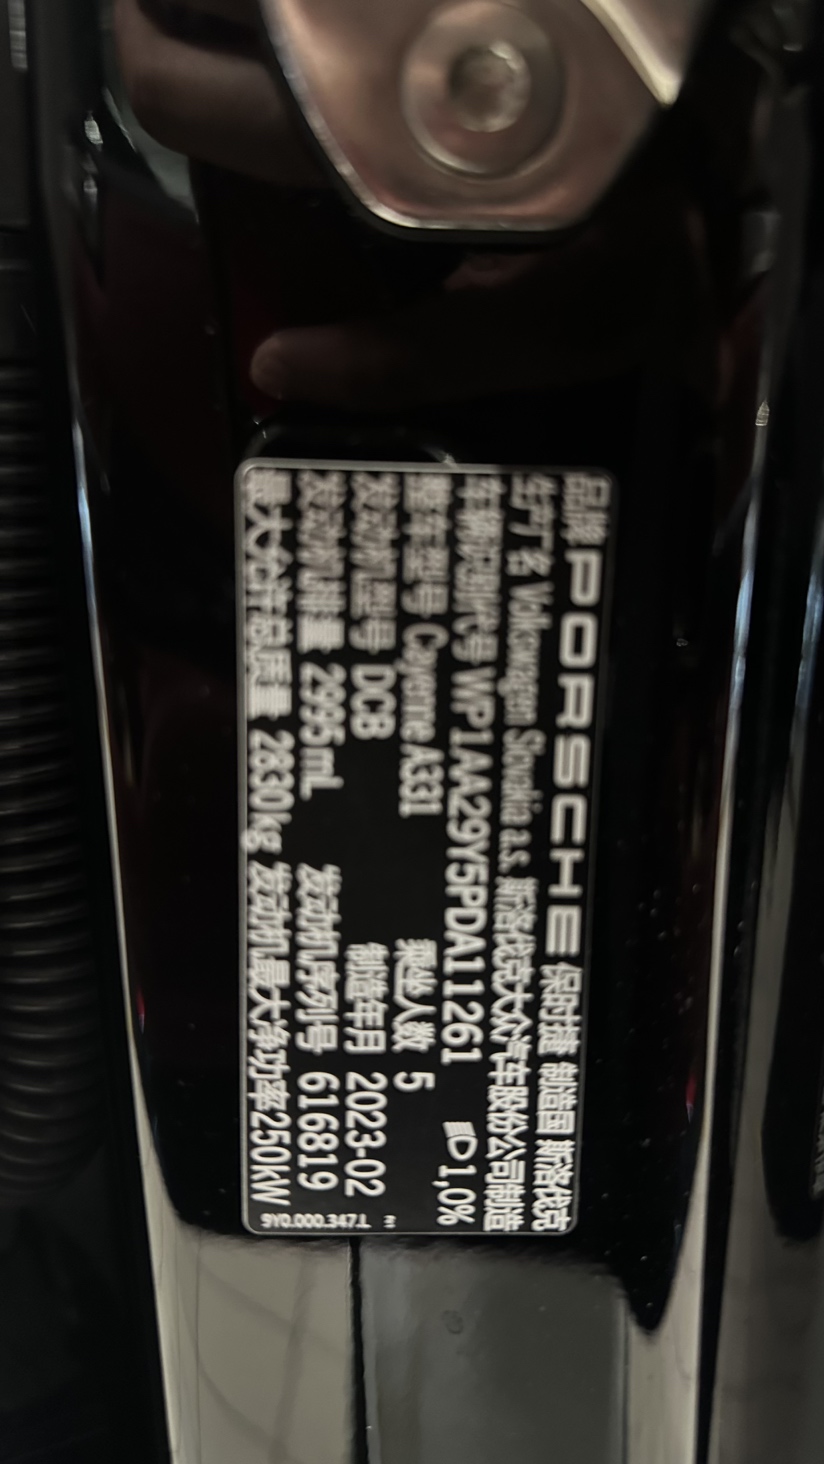 品牌 PORSCHE 保时捷 制造国 斯洛伐克
生产厂名 Volkswagen Slovakia a.s. 斯洛伐克大众汽车股份公司制造
车辆识别代号 WP1AA29Y5PDA11261 1,0%
整车型号 Cayenne A331 乘坐人数 5
发动机型号 DCB 制造年月 2023-02
发动机排量 2995mL 发动机序列号 616819
最大允许总质量 2830kg 发动机最大净功率250kW
9Y0.000.347.L